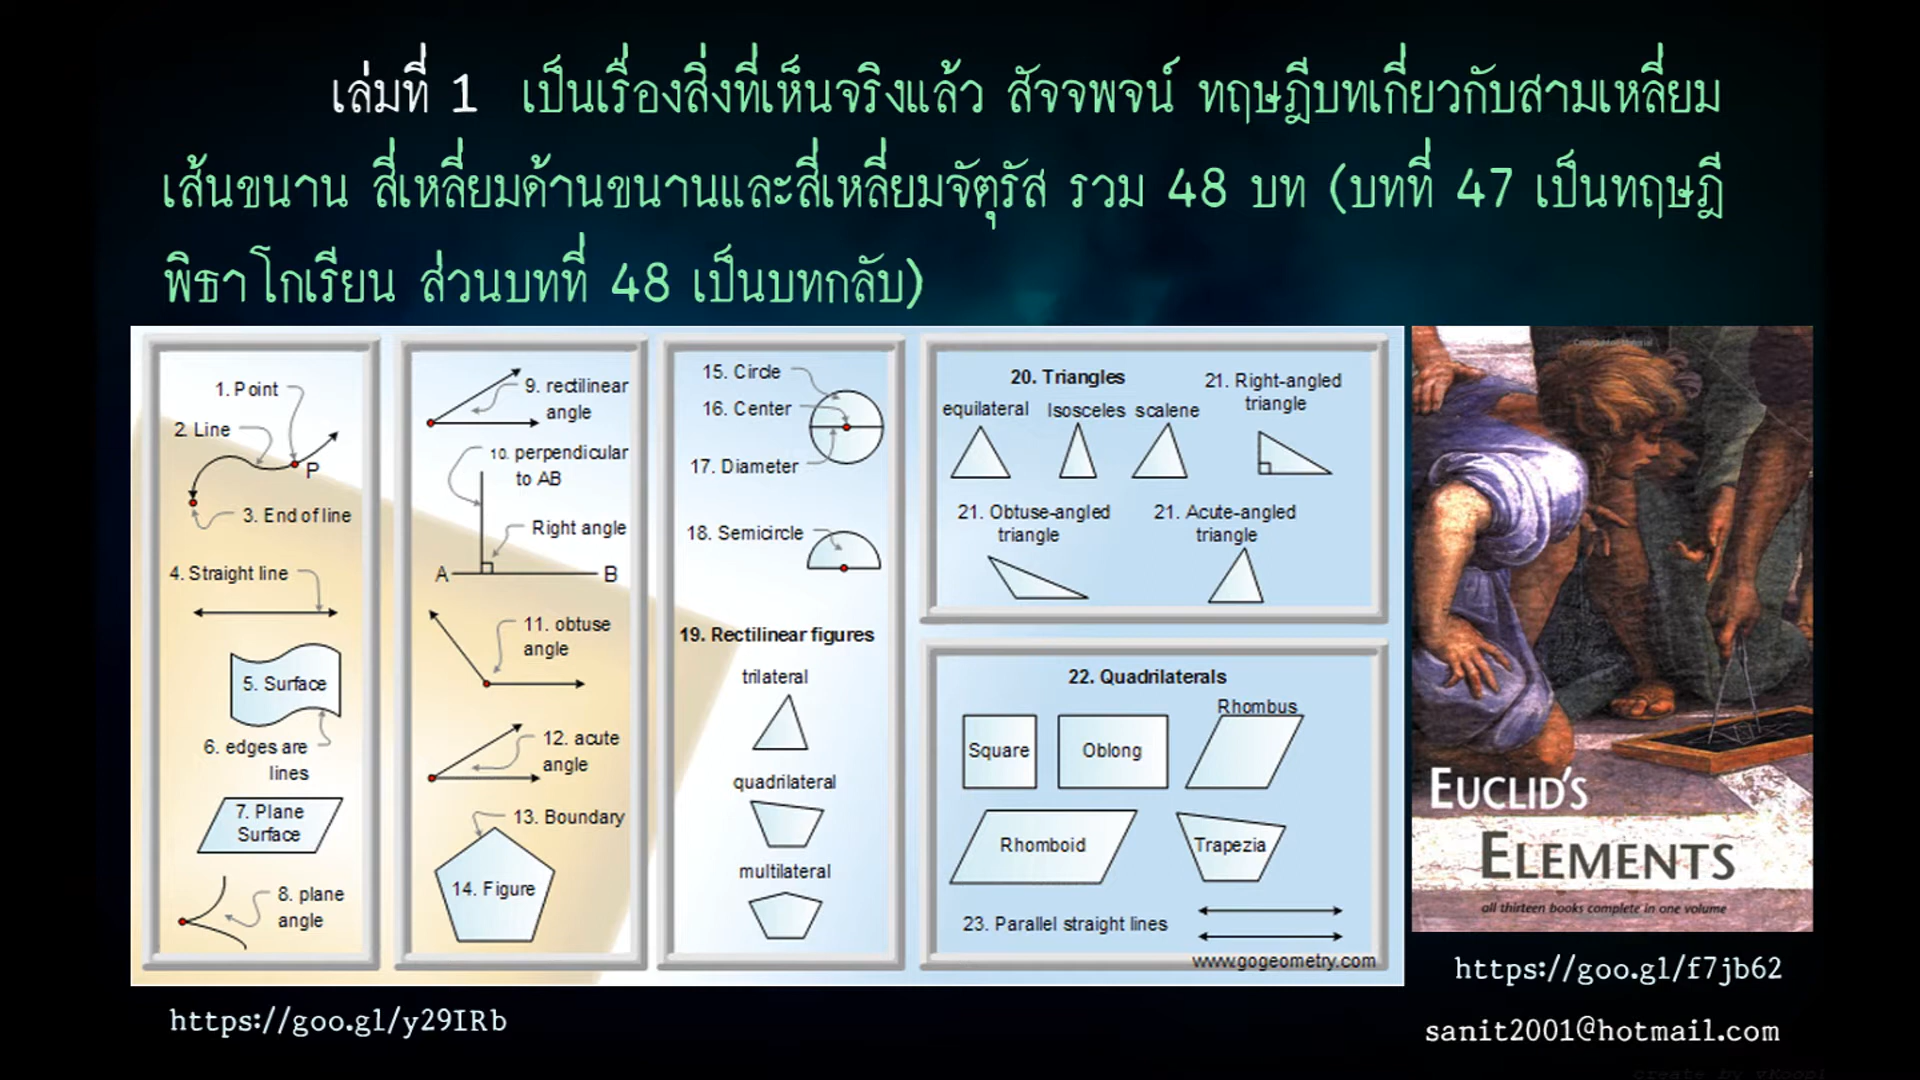 เล่มที่ 1 เป็นเรื่องสิ่งที่เห็นจริงแล้ว สัจจพจน์ ทฤษฎีบทเกี่ยวกับสามเหลี่ยม
เส้นขนาน สี่เหลี่ยมด้านขนานและสี่เหลี่ยมจัตุรัส รวม 48 บท (บทที่ 47 เป็นทฤษฎี
พิธาโกเรียน ส่วนบทที่ 48 เป็นบทกลับ)
1. Point
2. Line
P
3. End of line
4. Straight line
5. Surface
6. edges are
lines
7. Plane
Surface
8. plane
angle
9. rectilinear
angle
10. perpendicular
to AB
Right angle
A
B
11. obtuse
angle
12. acute
angle
13. Boundary
14. Figure
15. Circle
16. Center
17. Diameter
18. Semicircle
19. Rectilinear figures
trilateral
quadrilateral
multilateral
20. Triangles
equilateral Isosceles scalene
21. Right-angled
triangle
21. Obtuse-angled
triangle
21. Acute-angled
triangle
22. Quadrilaterals
Square
Oblong
Rhombus
Rhomboid
Trapezia
23. Parallel straight lines
www.gogeometry.com
EUCLID'S
ELEMENTS
all thirteen books complete in one volume
https://goo.gl/f7jb62
https://goo.gl/y29IRb
sanit2001@hotmail.com